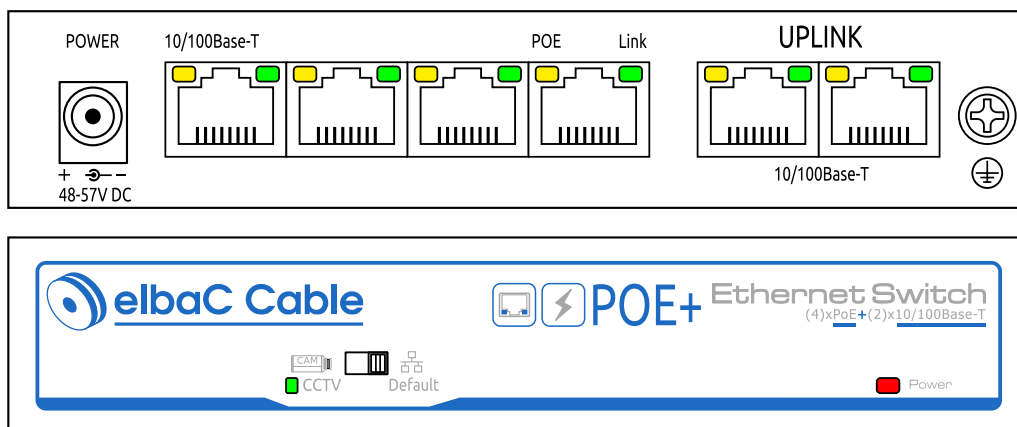 POWER 10/100Base-T POE Link UPLINK
+ -
48-57V DC
10/100Base-T
elbaC Cable
POE+
Ethernet Switch
(4)xPoE+(2)x10/100Base-T
CAM
CCTV Default
Power